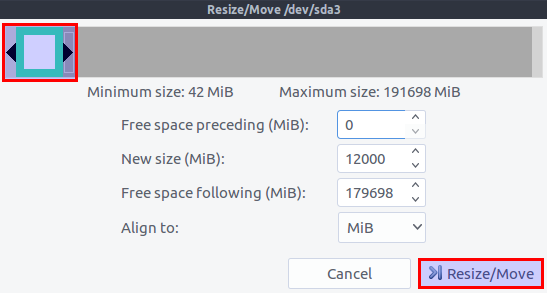 Resize/Move /dev/sda3
Minimum size: 42 MiB Maximum size: 191698 MiB
Free space preceding (MiB): 0
New size (MiB): 12000
Free space following (MiB): 179698
Align to: MiB
Cancel Resize/Move